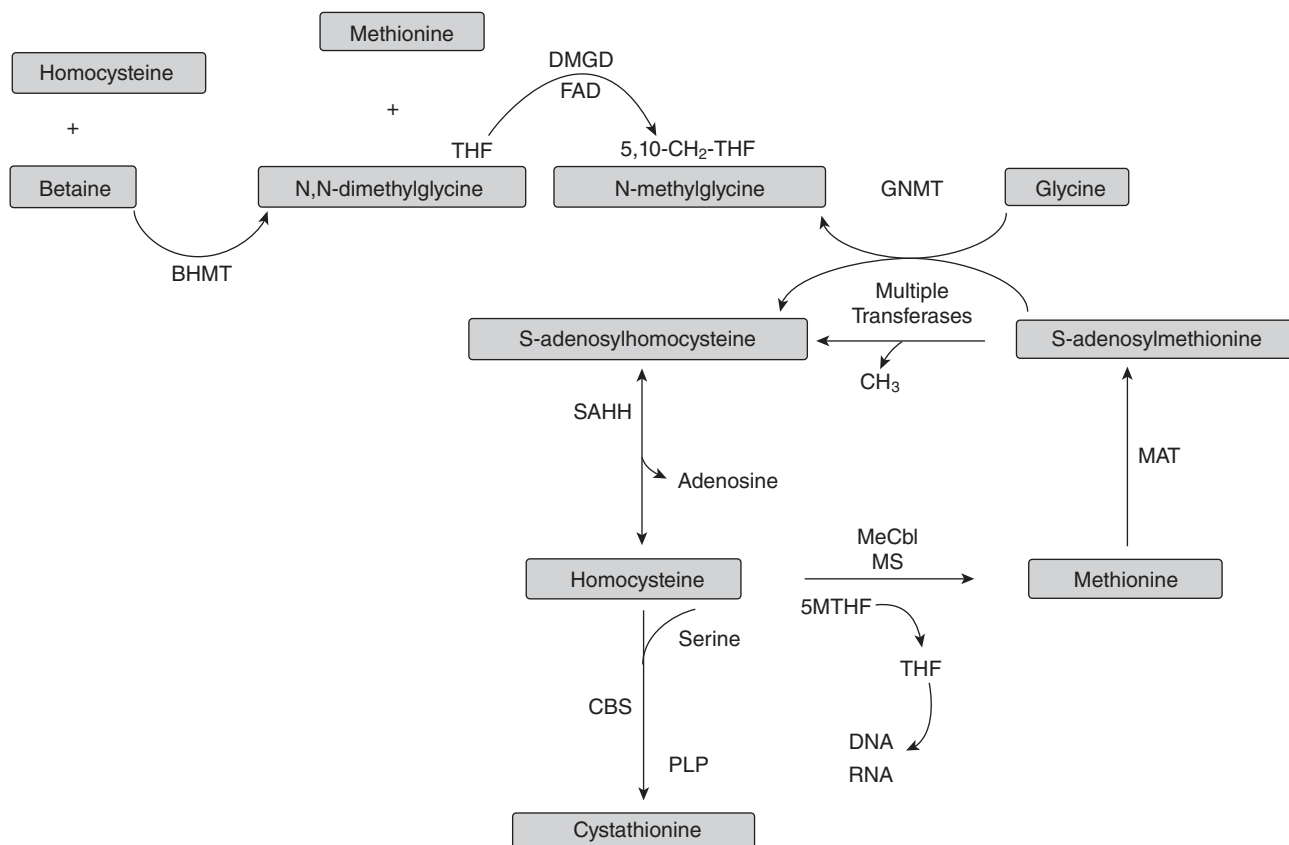 Methionine
Homocysteine
DMGD
FAD
+
+
THF
5,10-CH₂-THF
Betaine
N,N-dimethylglycine
N-methylglycine
GNMT
Glycine
BHMT
Multiple
Transferases
S-adenosylhomocysteine
S-adenosylmethionine
CH₃
SAHH
MAT
Adenosine
MeCbl
MS
Homocysteine
Methionine
5MTHF
Serine
THF
CBS
DNA
PLP
RNA
Cystathionine